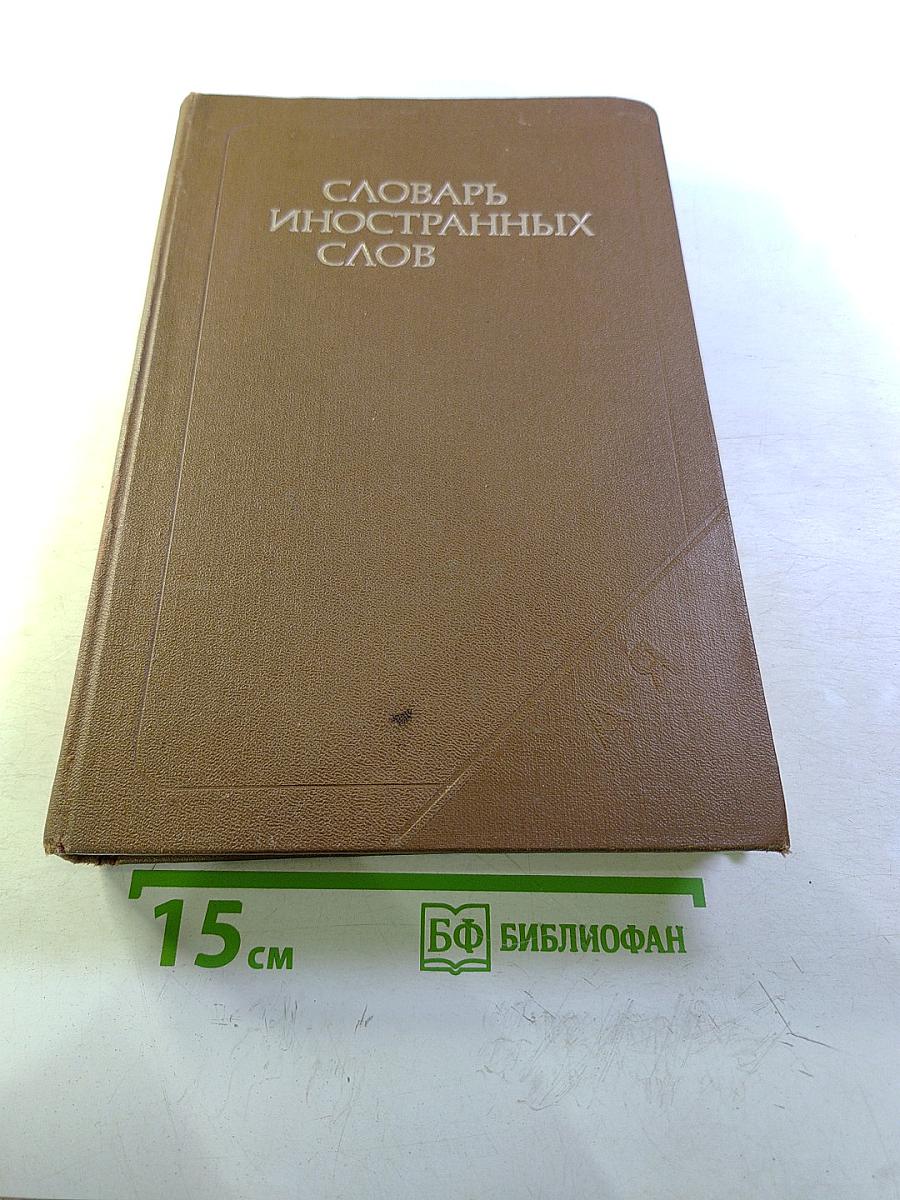 СЛОВАРЬ
ИНОСТРАННЫХ
СЛОВ
А-Я
15 см
БФ БИБЛИОФАН